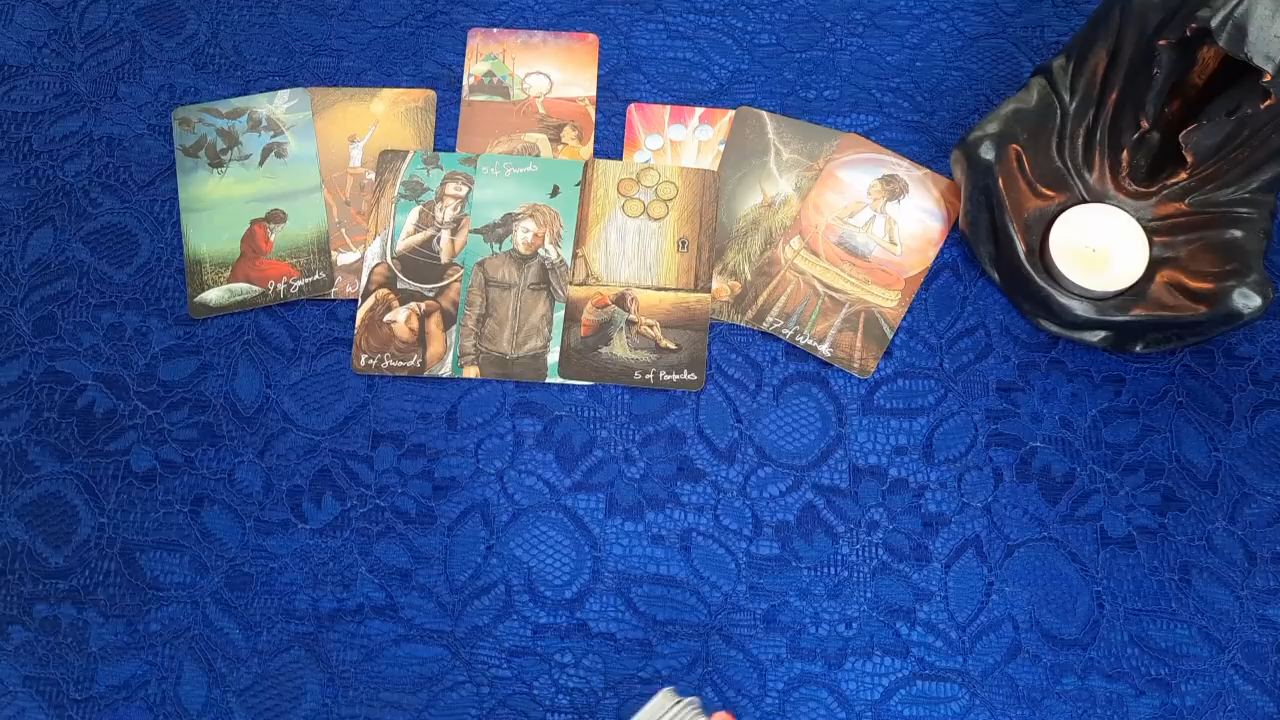 9 of Swords
f W
8 of Swords
5 of Swords
5 of Pentacles
7 of Wands